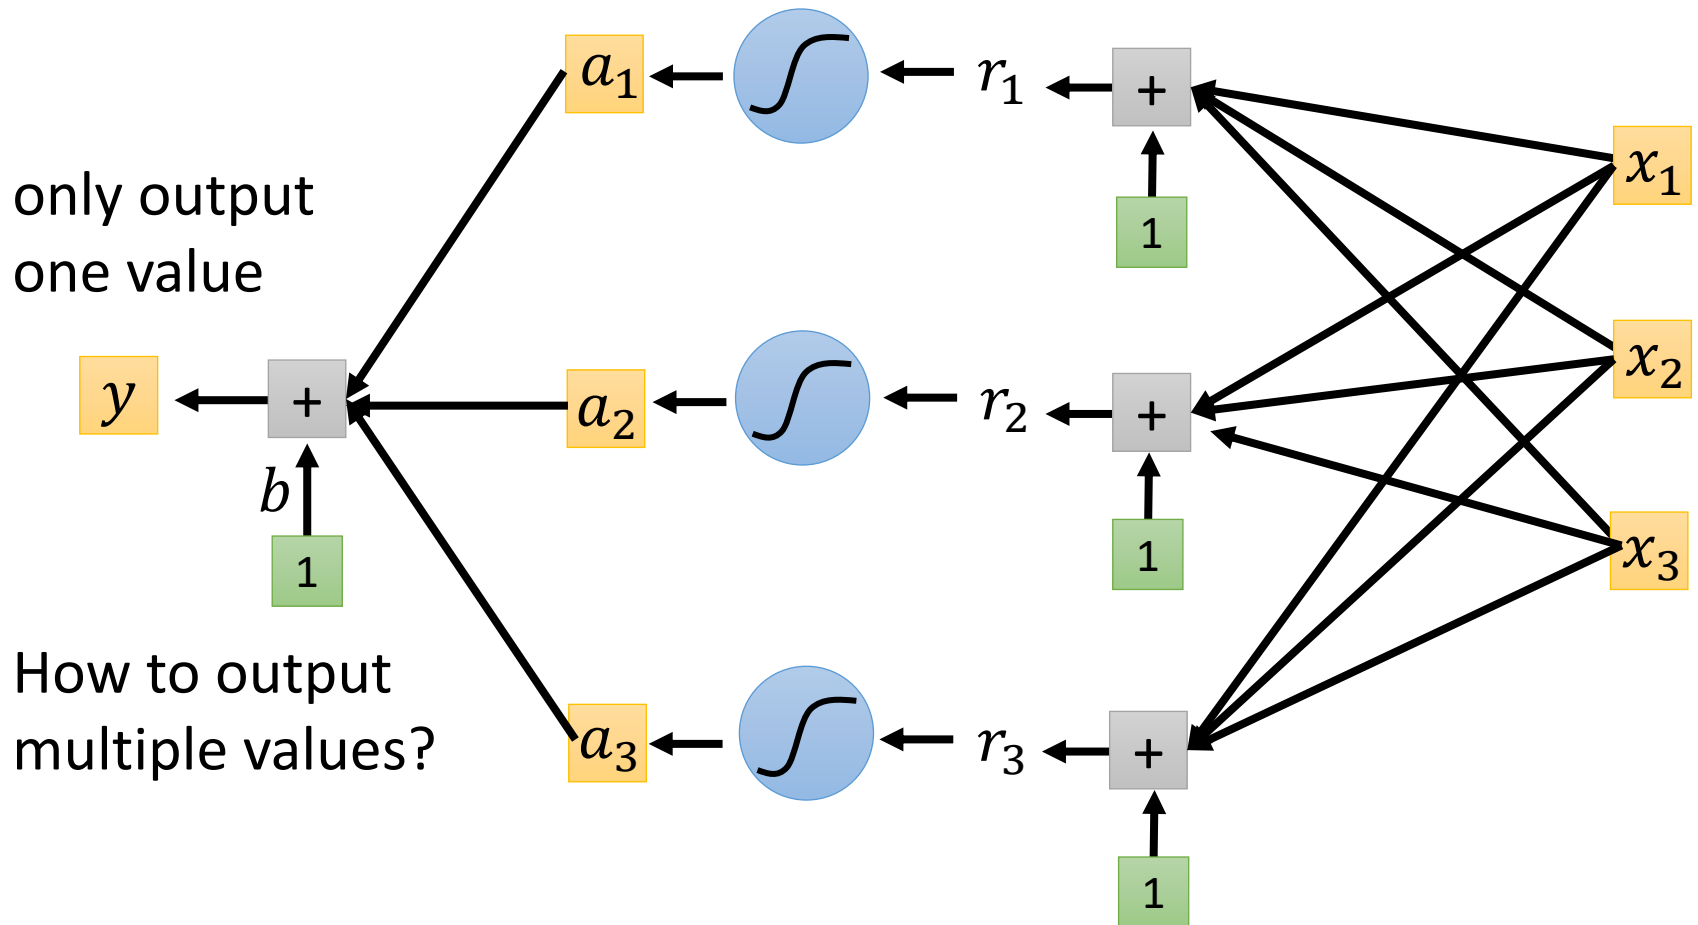 a₁
r₁
+
x₁
only output
one value
1
y
+
a₂
r₂
+
x₂
b
1
1
x₃
How to output
multiple values?
a₃
r₃
+
1